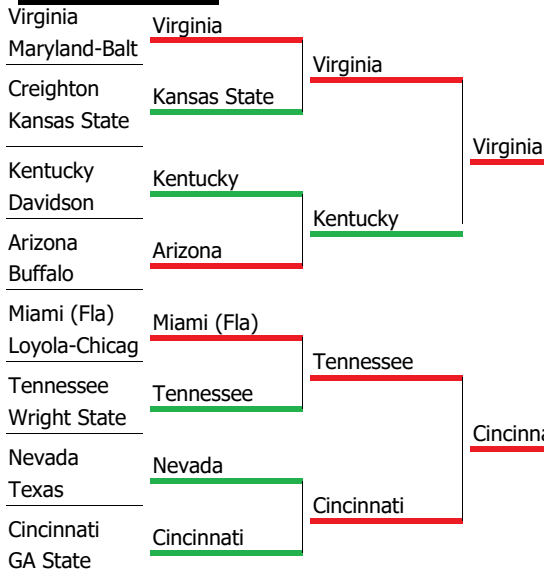 Virginia
Maryland-Balt
Creighton
Kansas State
Kentucky
Davidson
Arizona
Buffalo
Miami (Fla)
Loyola-Chicag
Tennessee
Wright State
Nevada
Texas
Cincinnati
GA State
Virginia
Kansas State
Kentucky
Arizona
Miami (Fla)
Tennessee
Nevada
Cincinnati
Virginia
Kentucky
Tennessee
Cincinnati
Virginia
Cincinna